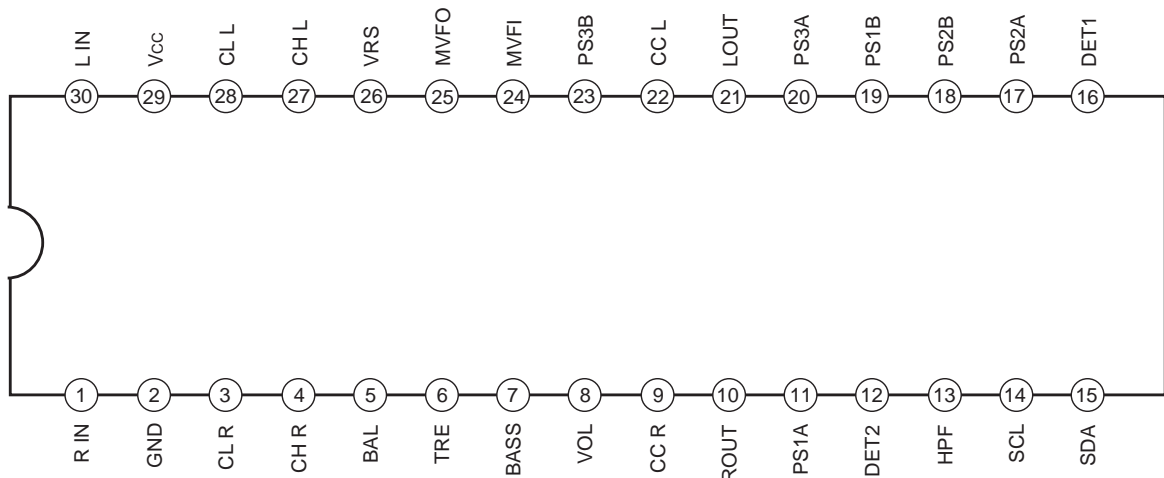 L IN Vcc CL L CH L VRS MVFO MVFI PS3B CC L LOUT PS3A PS1B PS2B PS2A DET1
30 29 28 27 26 25 24 23 22 21 20 19 18 17 16
1 2 3 4 5 6 7 8 9 10 11 12 13 14 15
R IN GND CL R CH R BAL TRE BASS VOL CC R ROUT PS1A DET2 HPF SCL SDA